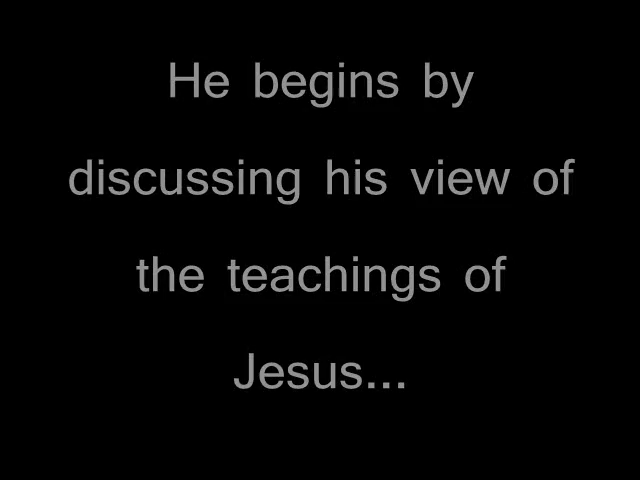 He begins by
discussing his view of
the teachings of
Jesus...